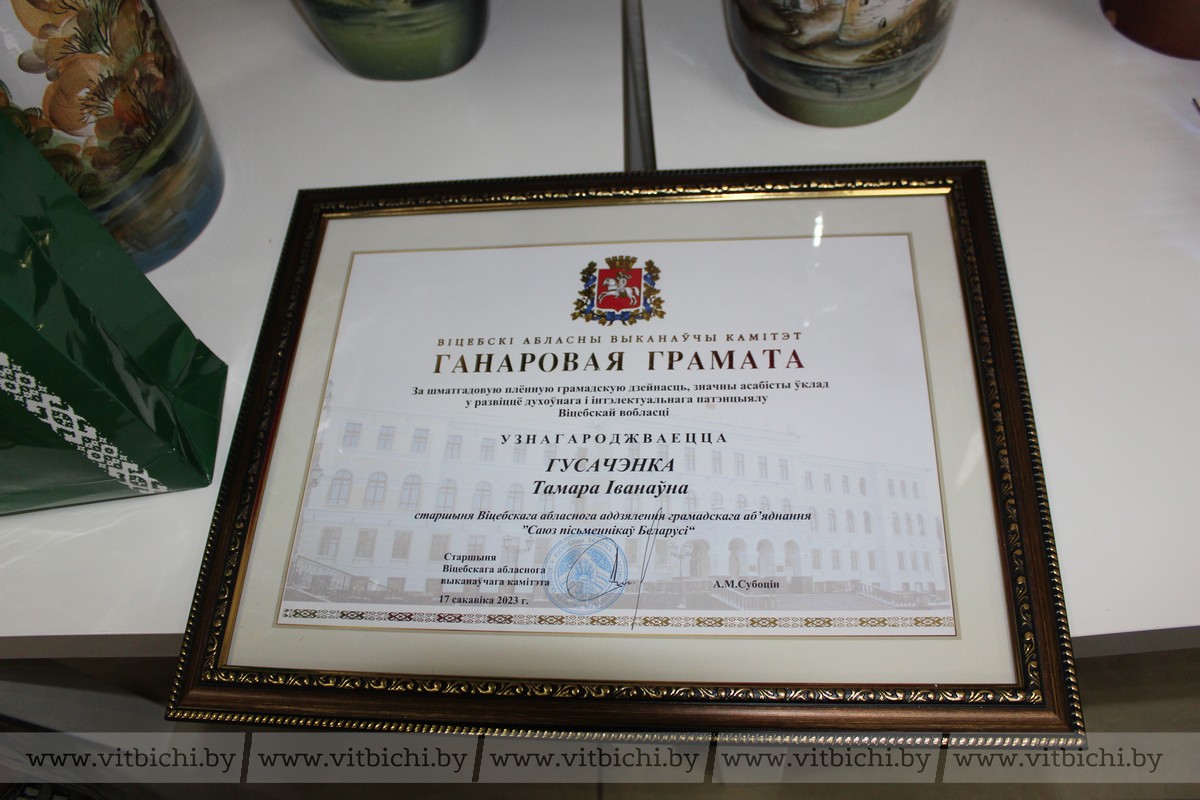 ВІЦЕБСКІ АБЛАСНЫ ВЫКАНАЎЧЫ КАМІТЭТ
ГАНАРОВАЯ ГРАМАТА
За шматгадовую плённую грамадскую дзейнасць, значны асабісты ўклад
у развіццё духоўнага і інтэлектуальнага патэнцыялу
Віцебскай вобласці
УЗНАГАРОДЖВАЕЦЦА
ГУСАЧЭНКА
Тамара Іванаўна
старшыня Віцебскага абласнога аддзялення грамадскага аб’яднання
”Саюз пісьменнікаў Беларусі“
Старшыня
Віцебскага абласнога
выканаўчага камітэта
А.М.Субоцін
17 сакавіка 2023 г.
www.vitbichi.by / www.vitbichi.by / www.vitbichi.by / www.vitbichi.by / www.vitbichi.by